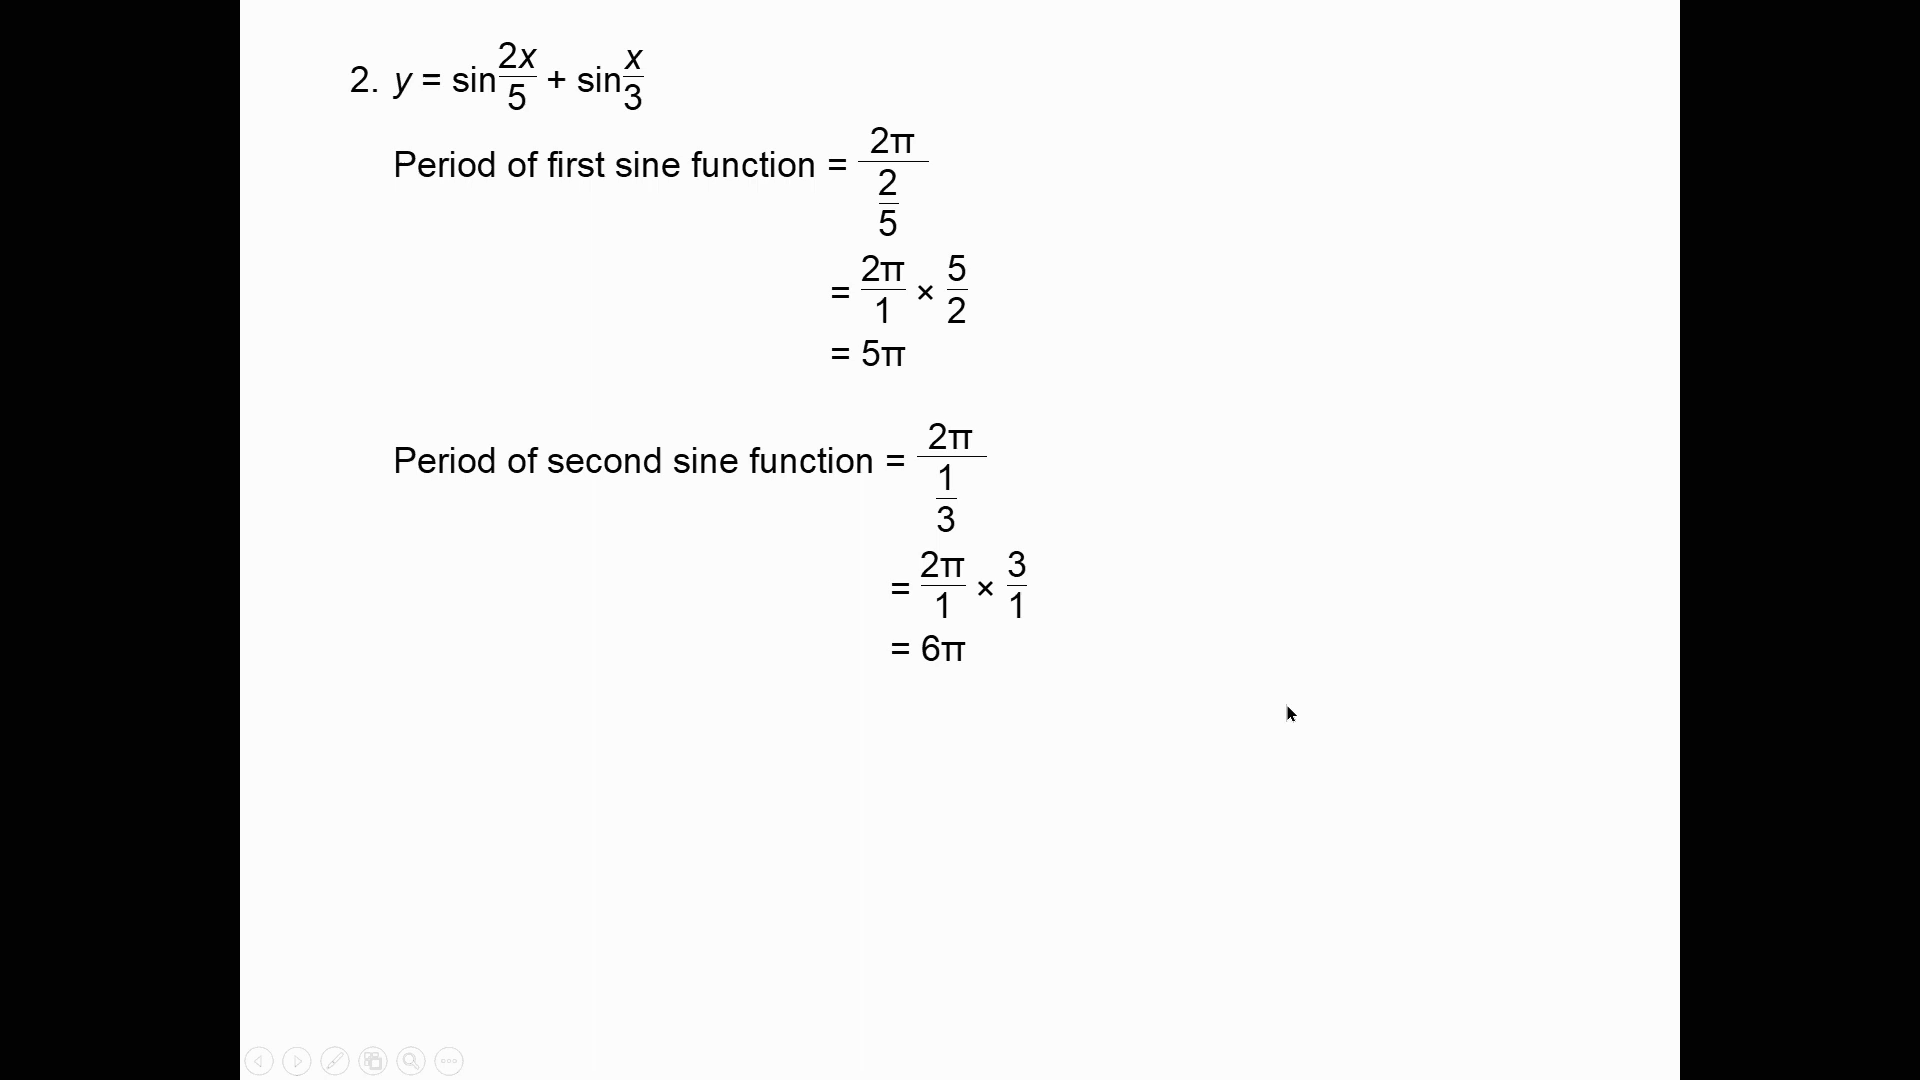 2. y = sin 2x/5 + sin x/3
Period of first sine function = 2π/(2/5)
= 2π/1 × 5/2
= 5π
Period of second sine function = 2π/(1/3)
= 2π/1 × 3/1
= 6π